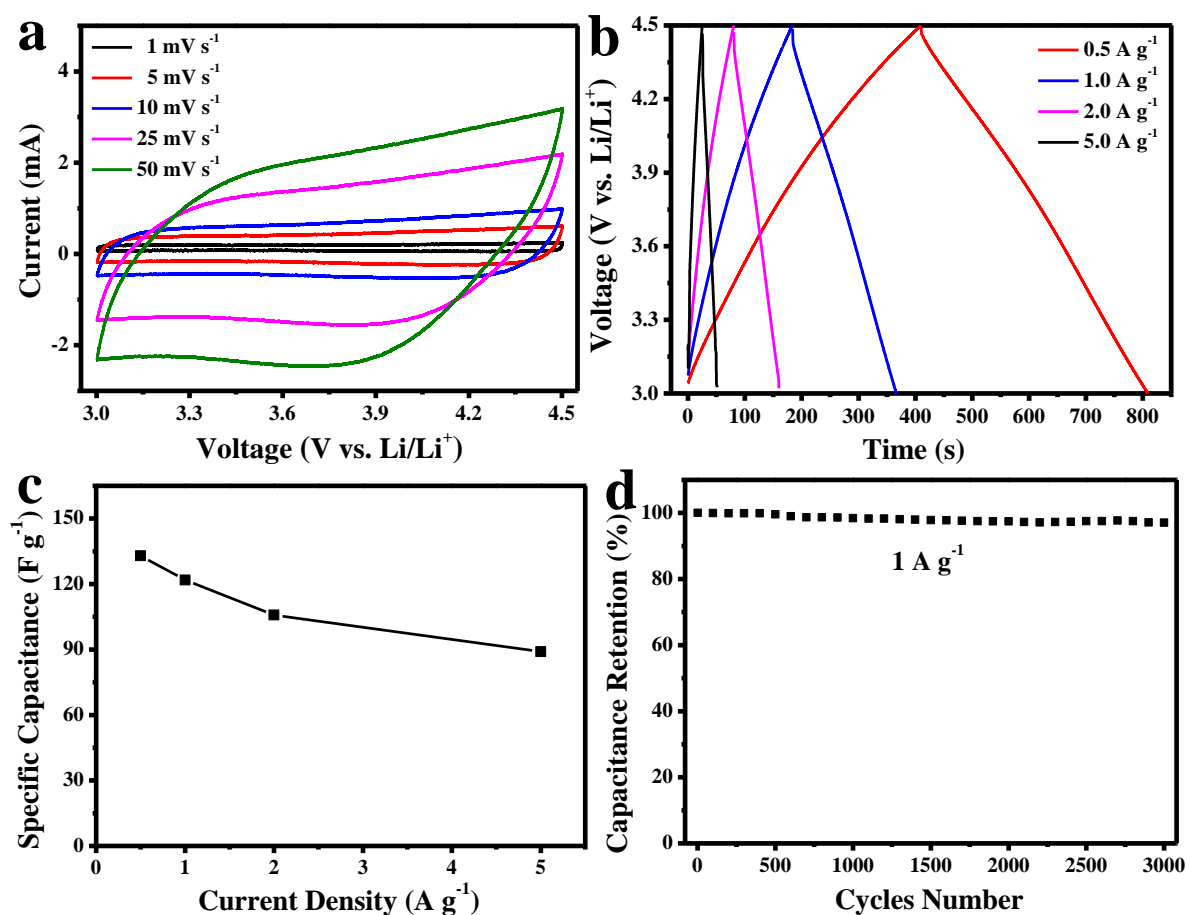 a
1 mV s⁻¹
5 mV s⁻¹
10 mV s⁻¹
25 mV s⁻¹
50 mV s⁻¹
Current (mA)
4
2
0
-2
3.0 3.3 3.6 3.9 4.2 4.5
Voltage (V vs. Li/Li⁺)
b
0.5 A g⁻¹
1.0 A g⁻¹
2.0 A g⁻¹
5.0 A g⁻¹
Voltage (V vs. Li/Li⁺)
4.5
4.2
3.9
3.6
3.3
3.0
0 100 200 300 400 500 600 700 800
Time (s)
c
Specific Capacitance (F g⁻¹)
150
120
90
60
30
0
0 1 2 3 4 5
Current Density (A g⁻¹)
d
Capacitance Retention (%)
100
80
60
40
20
0
1 A g⁻¹
0 500 1000 1500 2000 2500 3000
Cycles Number